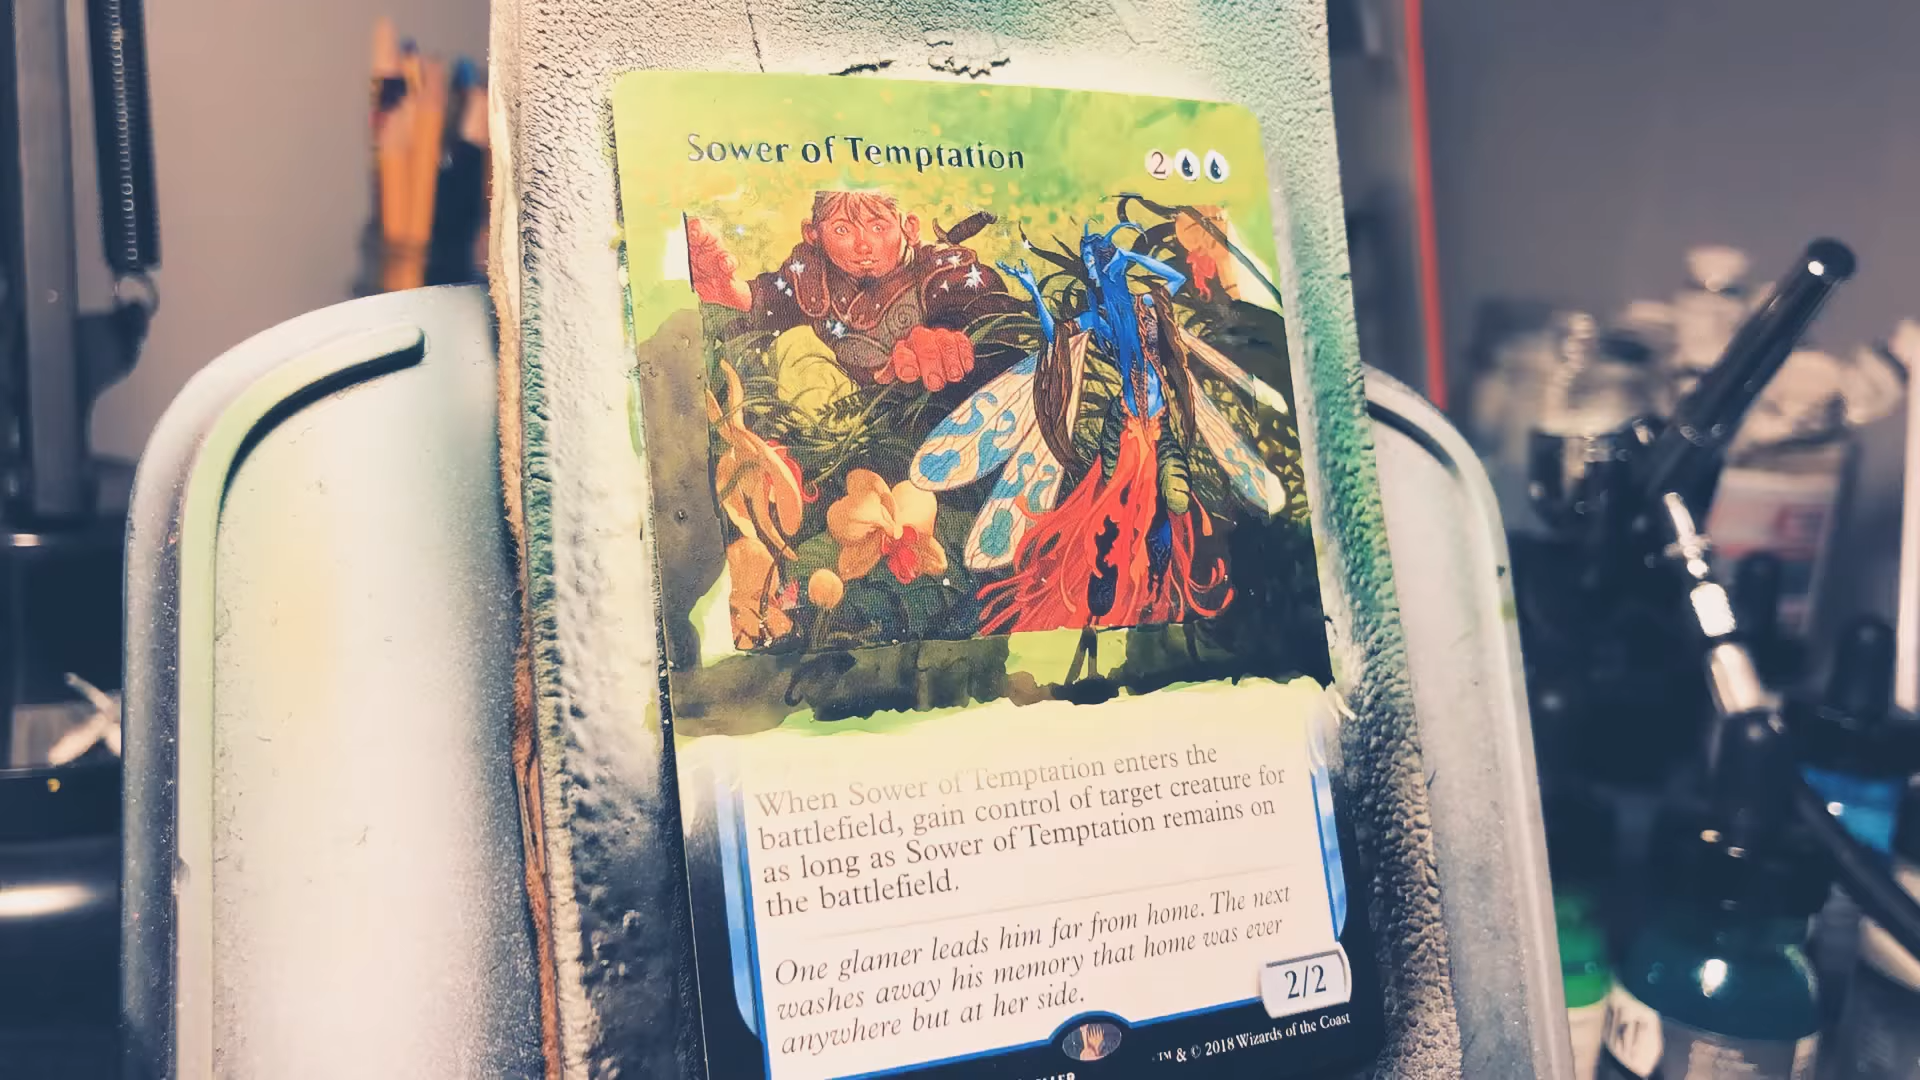 Sower of Temptation
2
When Sower of Temptation enters the
battlefield, gain control of target creature for
as long as Sower of Temptation remains on
the battlefield.
One glamer leads him far from home. The next
washes away his memory that home was ever
anywhere but at her side.
2/2
™ & © 2018 Wizards of the Coast